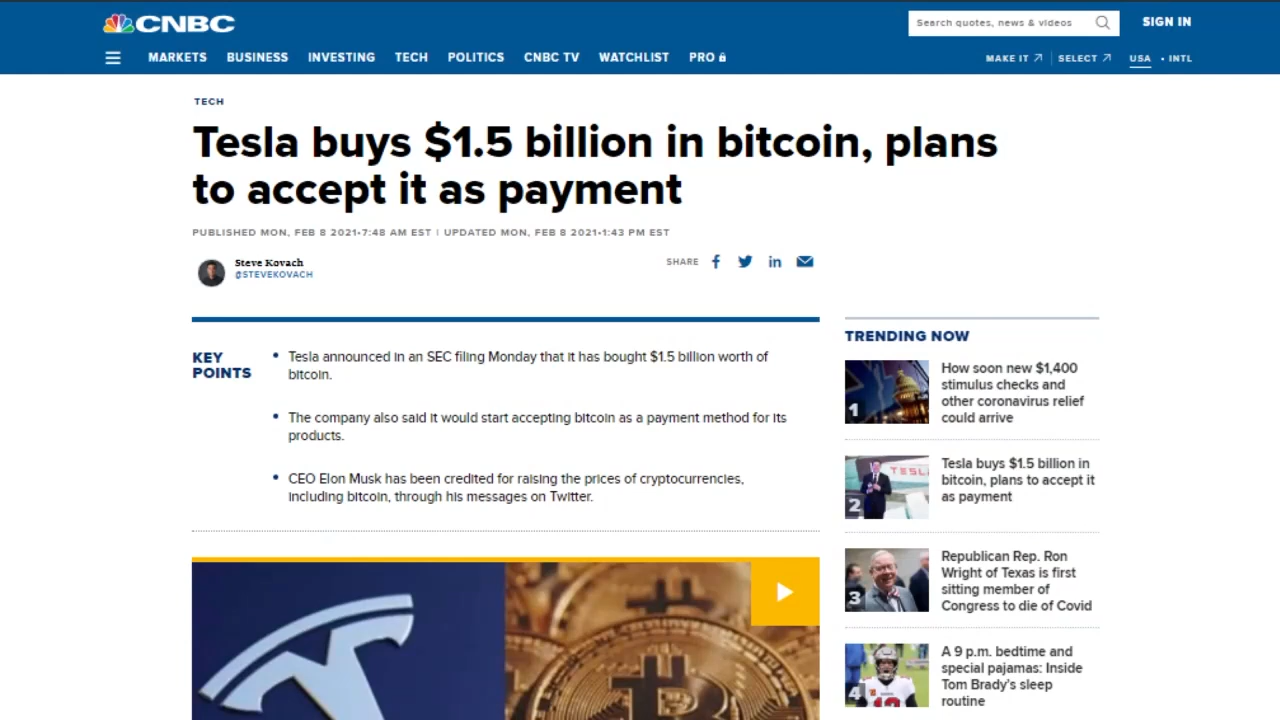 CNBC
Search quotes, news & videos
SIGN IN
MARKETS BUSINESS INVESTING TECH POLITICS CNBC TV WATCHLIST PRO
MAKE IT SELECT USA • INTL
TECH
Tesla buys $1.5 billion in bitcoin, plans
to accept it as payment
PUBLISHED MON, FEB 8 2021•7:48 AM EST | UPDATED MON, FEB 8 2021•1:43 PM EST
Steve Kovach
@STEVEKOVACH
SHARE
KEY
POINTS
• Tesla announced in an SEC filing Monday that it has bought $1.5 billion worth of
bitcoin.
• The company also said it would start accepting bitcoin as a payment method for its
products.
• CEO Elon Musk has been credited for raising the prices of cryptocurrencies,
including bitcoin, through his messages on Twitter.
TRENDING NOW
1
How soon new $1,400
stimulus checks and
other coronavirus relief
could arrive
TESL
2
Tesla buys $1.5 billion in
bitcoin, plans to accept it
as payment
3
Republican Rep. Ron
Wright of Texas is first
sitting member of
Congress to die of Covid
4
A 9 p.m. bedtime and
special pajamas: Inside
Tom Brady's sleep
routine